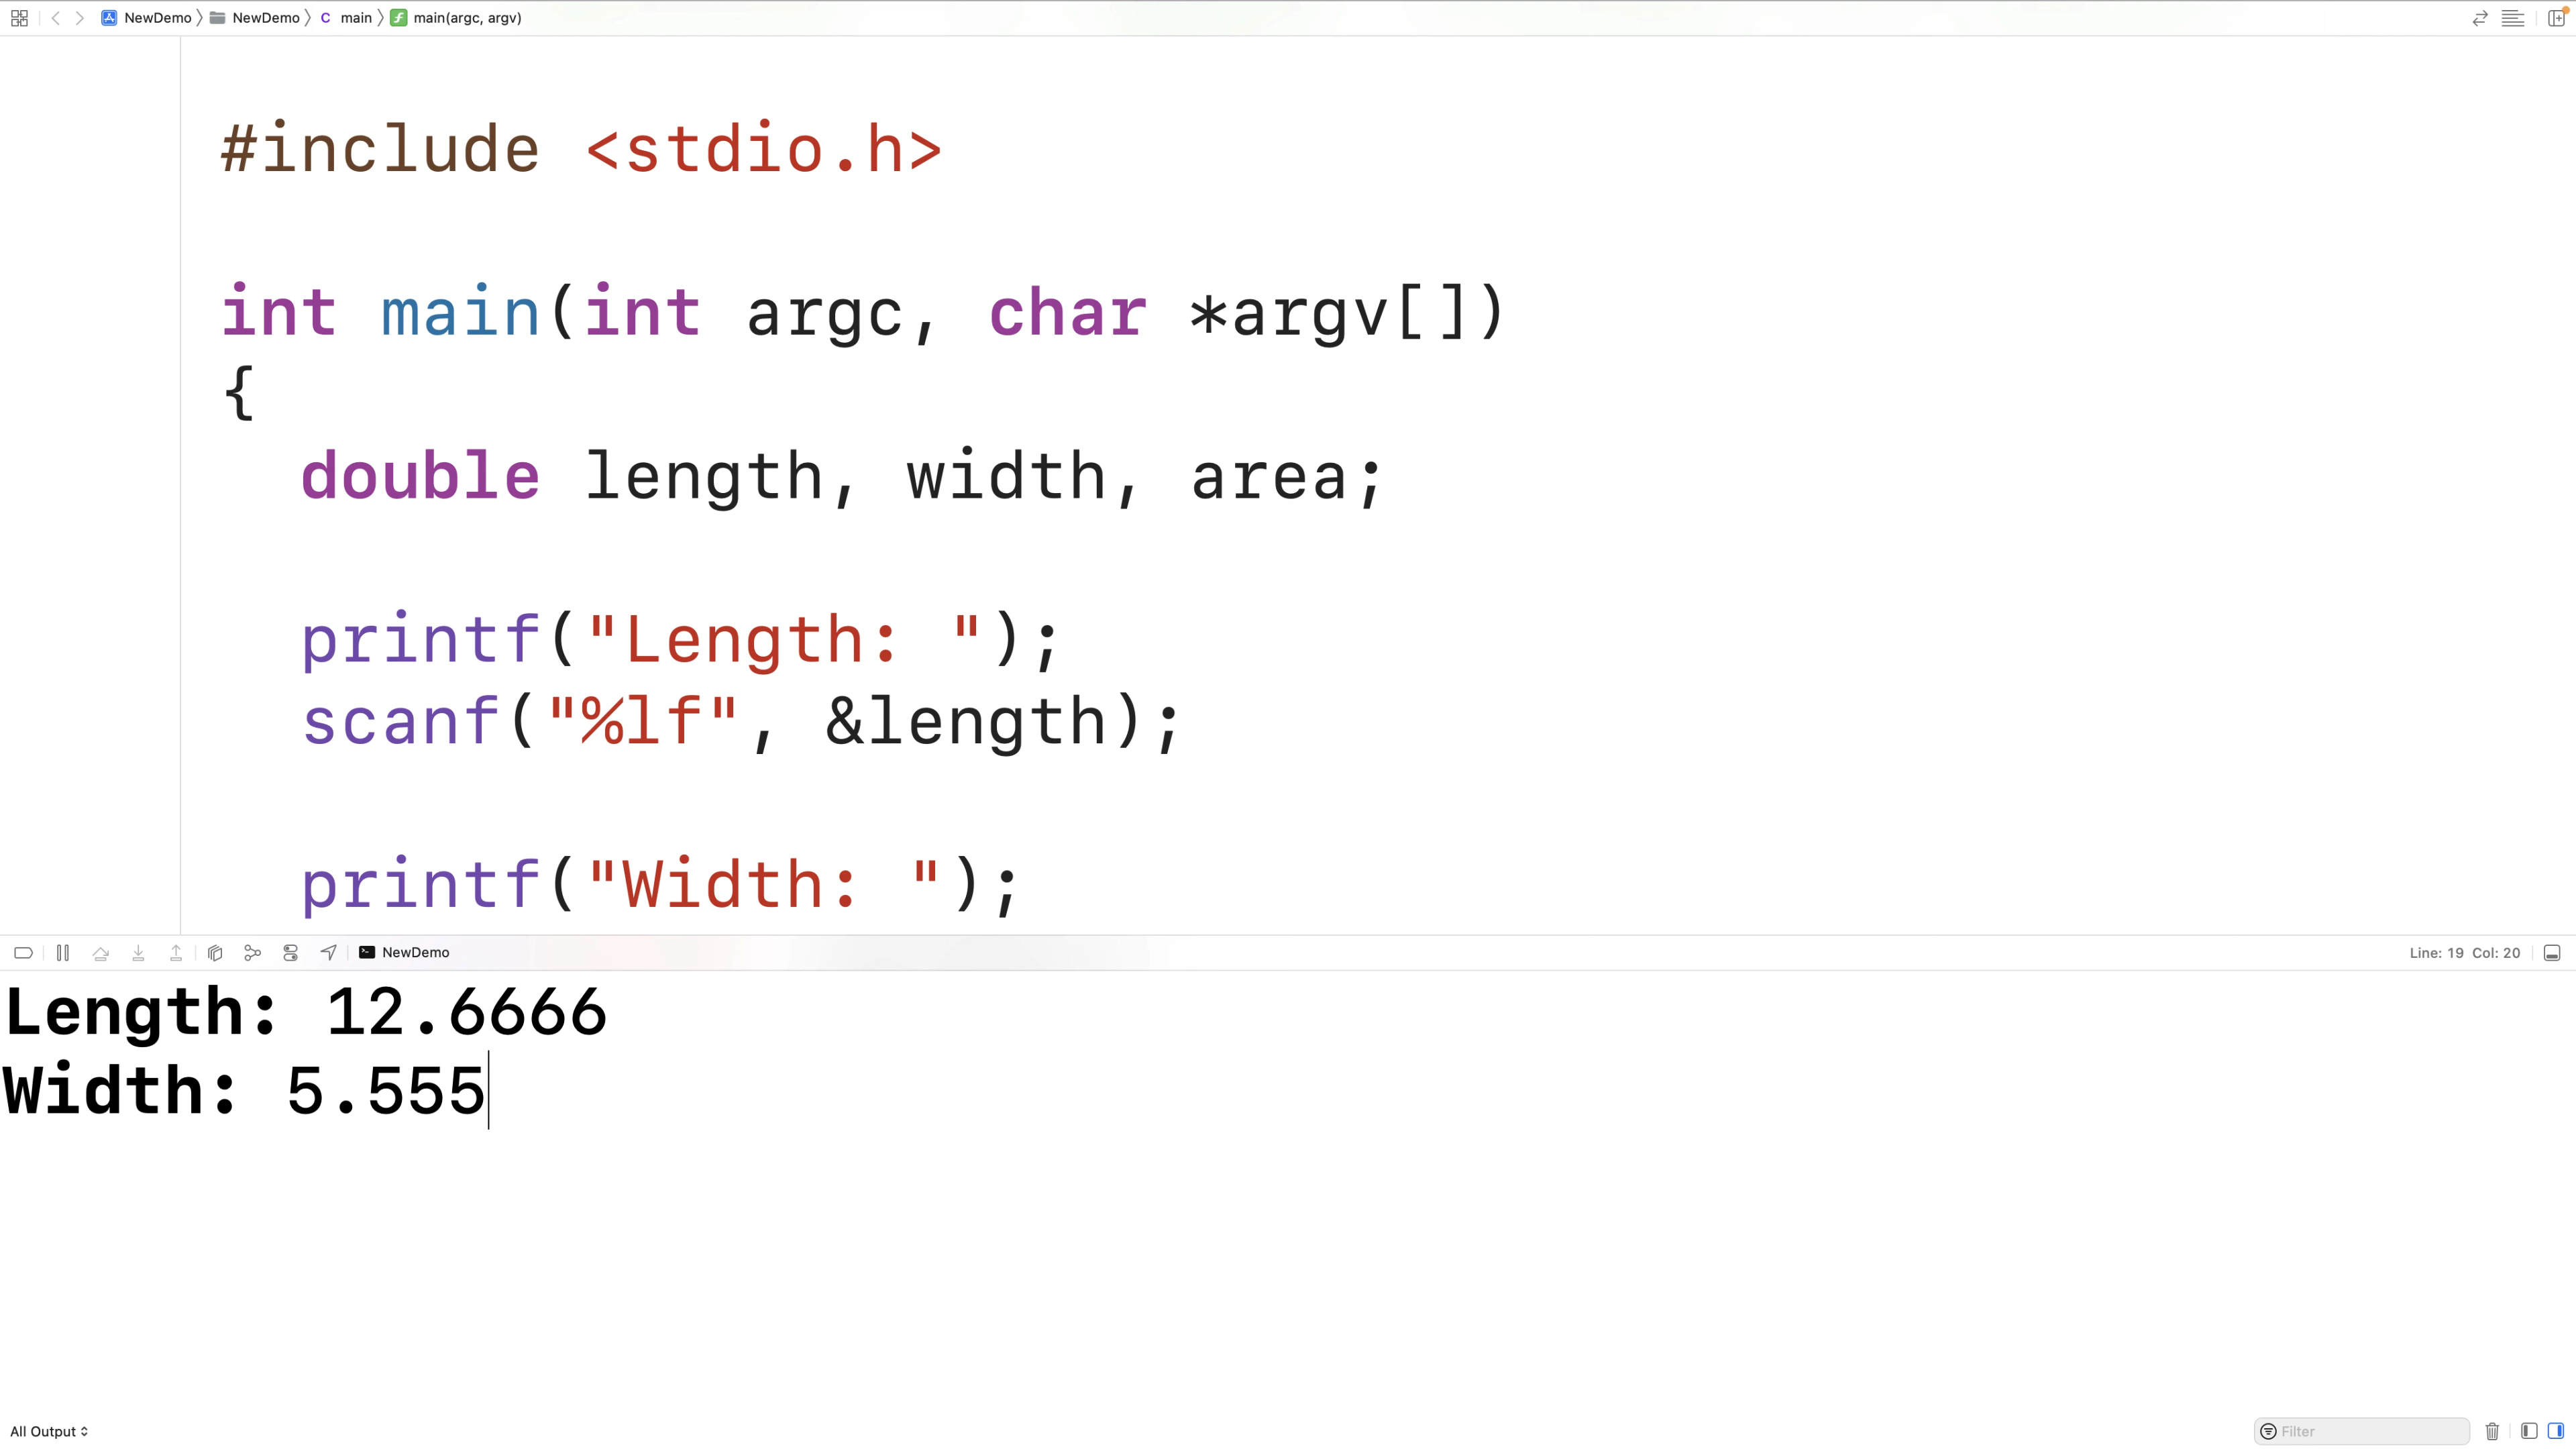 NewDemo NewDemo C main f main(argc, argv)
#include <stdio.h>
int main(int argc, char *argv[])
{
double length, width, area;
printf("Length: ");
scanf("%lf", &length);
printf("Width: ");
NewDemo Line: 19 Col: 20
Length: 12.6666
Width: 5.555
All Output Filter